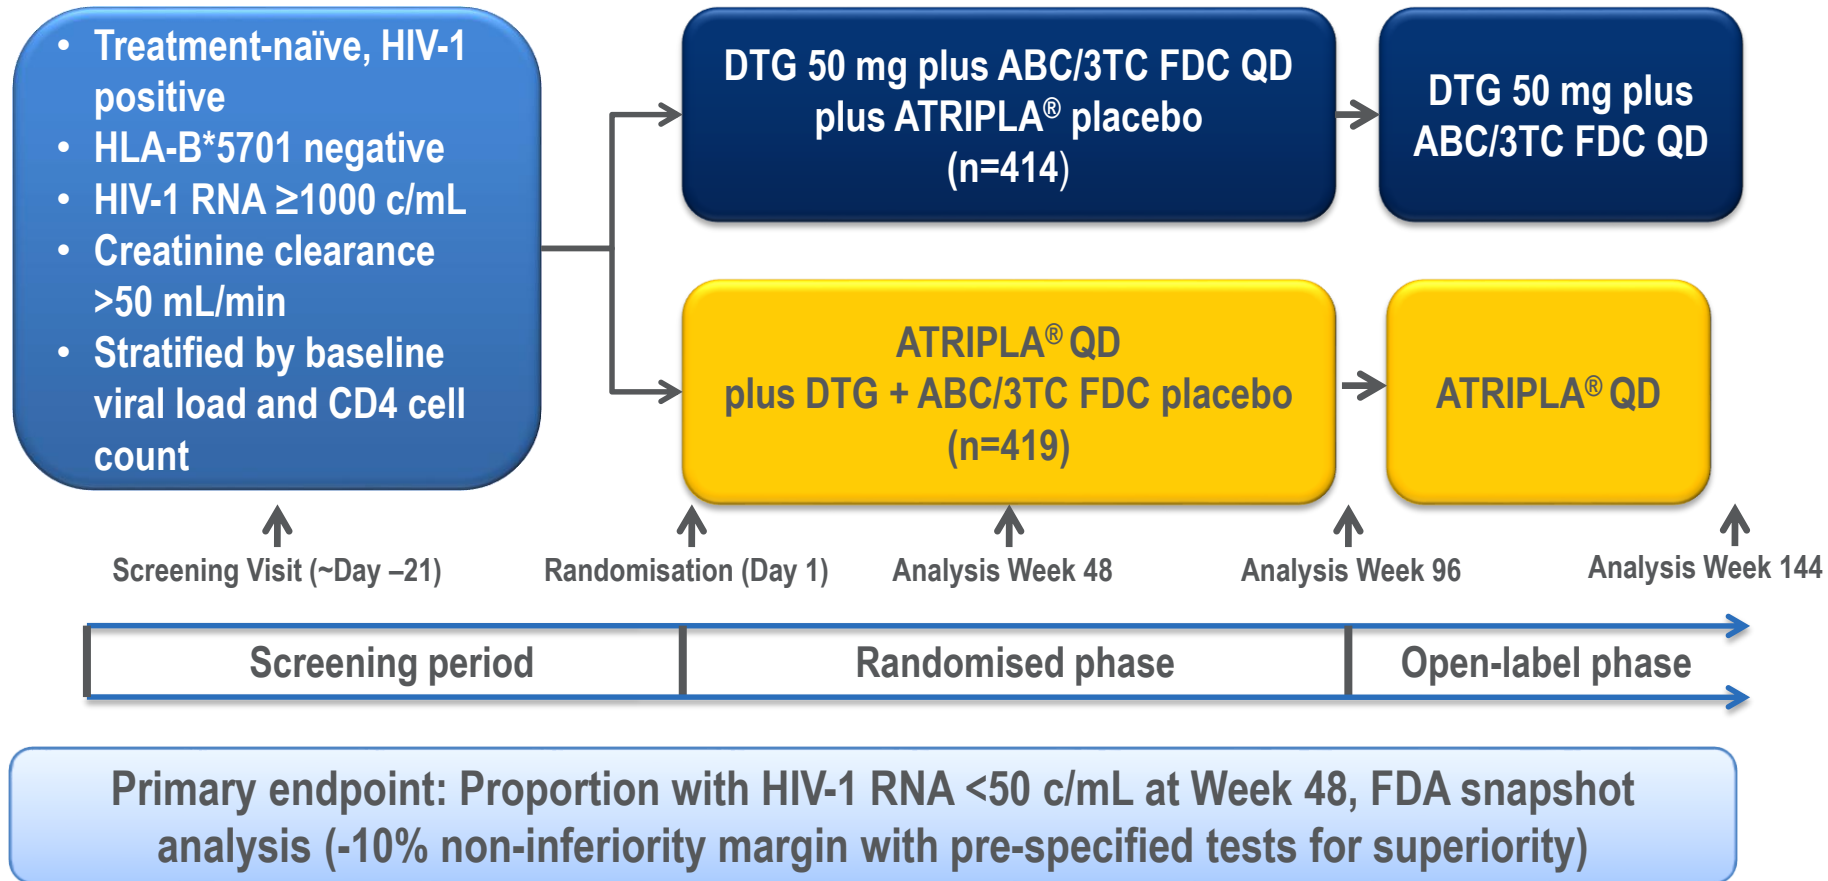 • Treatment-naïve, HIV-1
positive
• HLA-B*5701 negative
• HIV-1 RNA ≥1000 c/mL
• Creatinine clearance
>50 mL/min
• Stratified by baseline
viral load and CD4 cell
count
DTG 50 mg plus ABC/3TC FDC QD
plus ATRIPLA® placebo
(n=414)
DTG 50 mg plus
ABC/3TC FDC QD
ATRIPLA® QD
plus DTG + ABC/3TC FDC placebo
(n=419)
ATRIPLA® QD
Screening Visit (~Day –21)
Randomisation (Day 1)
Analysis Week 48
Analysis Week 96
Analysis Week 144
Screening period
Randomised phase
Open-label phase
Primary endpoint: Proportion with HIV-1 RNA <50 c/mL at Week 48, FDA snapshot
analysis (-10% non-inferiority margin with pre-specified tests for superiority)